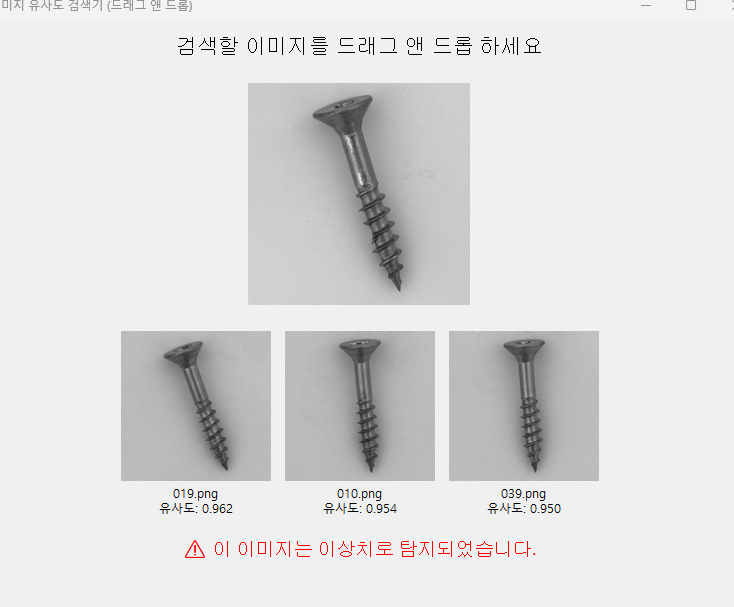 미지 유사도 검색기 (드래그 앤 드롭)
검색할 이미지를 드래그 앤 드롭 하세요
019.png
유사도: 0.962
010.png
유사도: 0.954
039.png
유사도: 0.950
⚠ 이 이미지는 이상치로 탐지되었습니다.